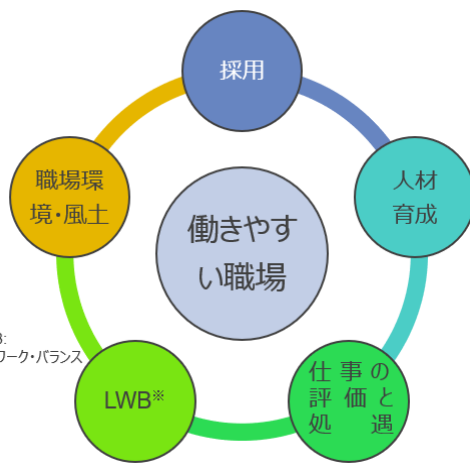 採用
職場環
境・風土
人材
育成
働きやす
い職場
:
ワーク・バランス
LWB※
仕事の
評価と
処遇